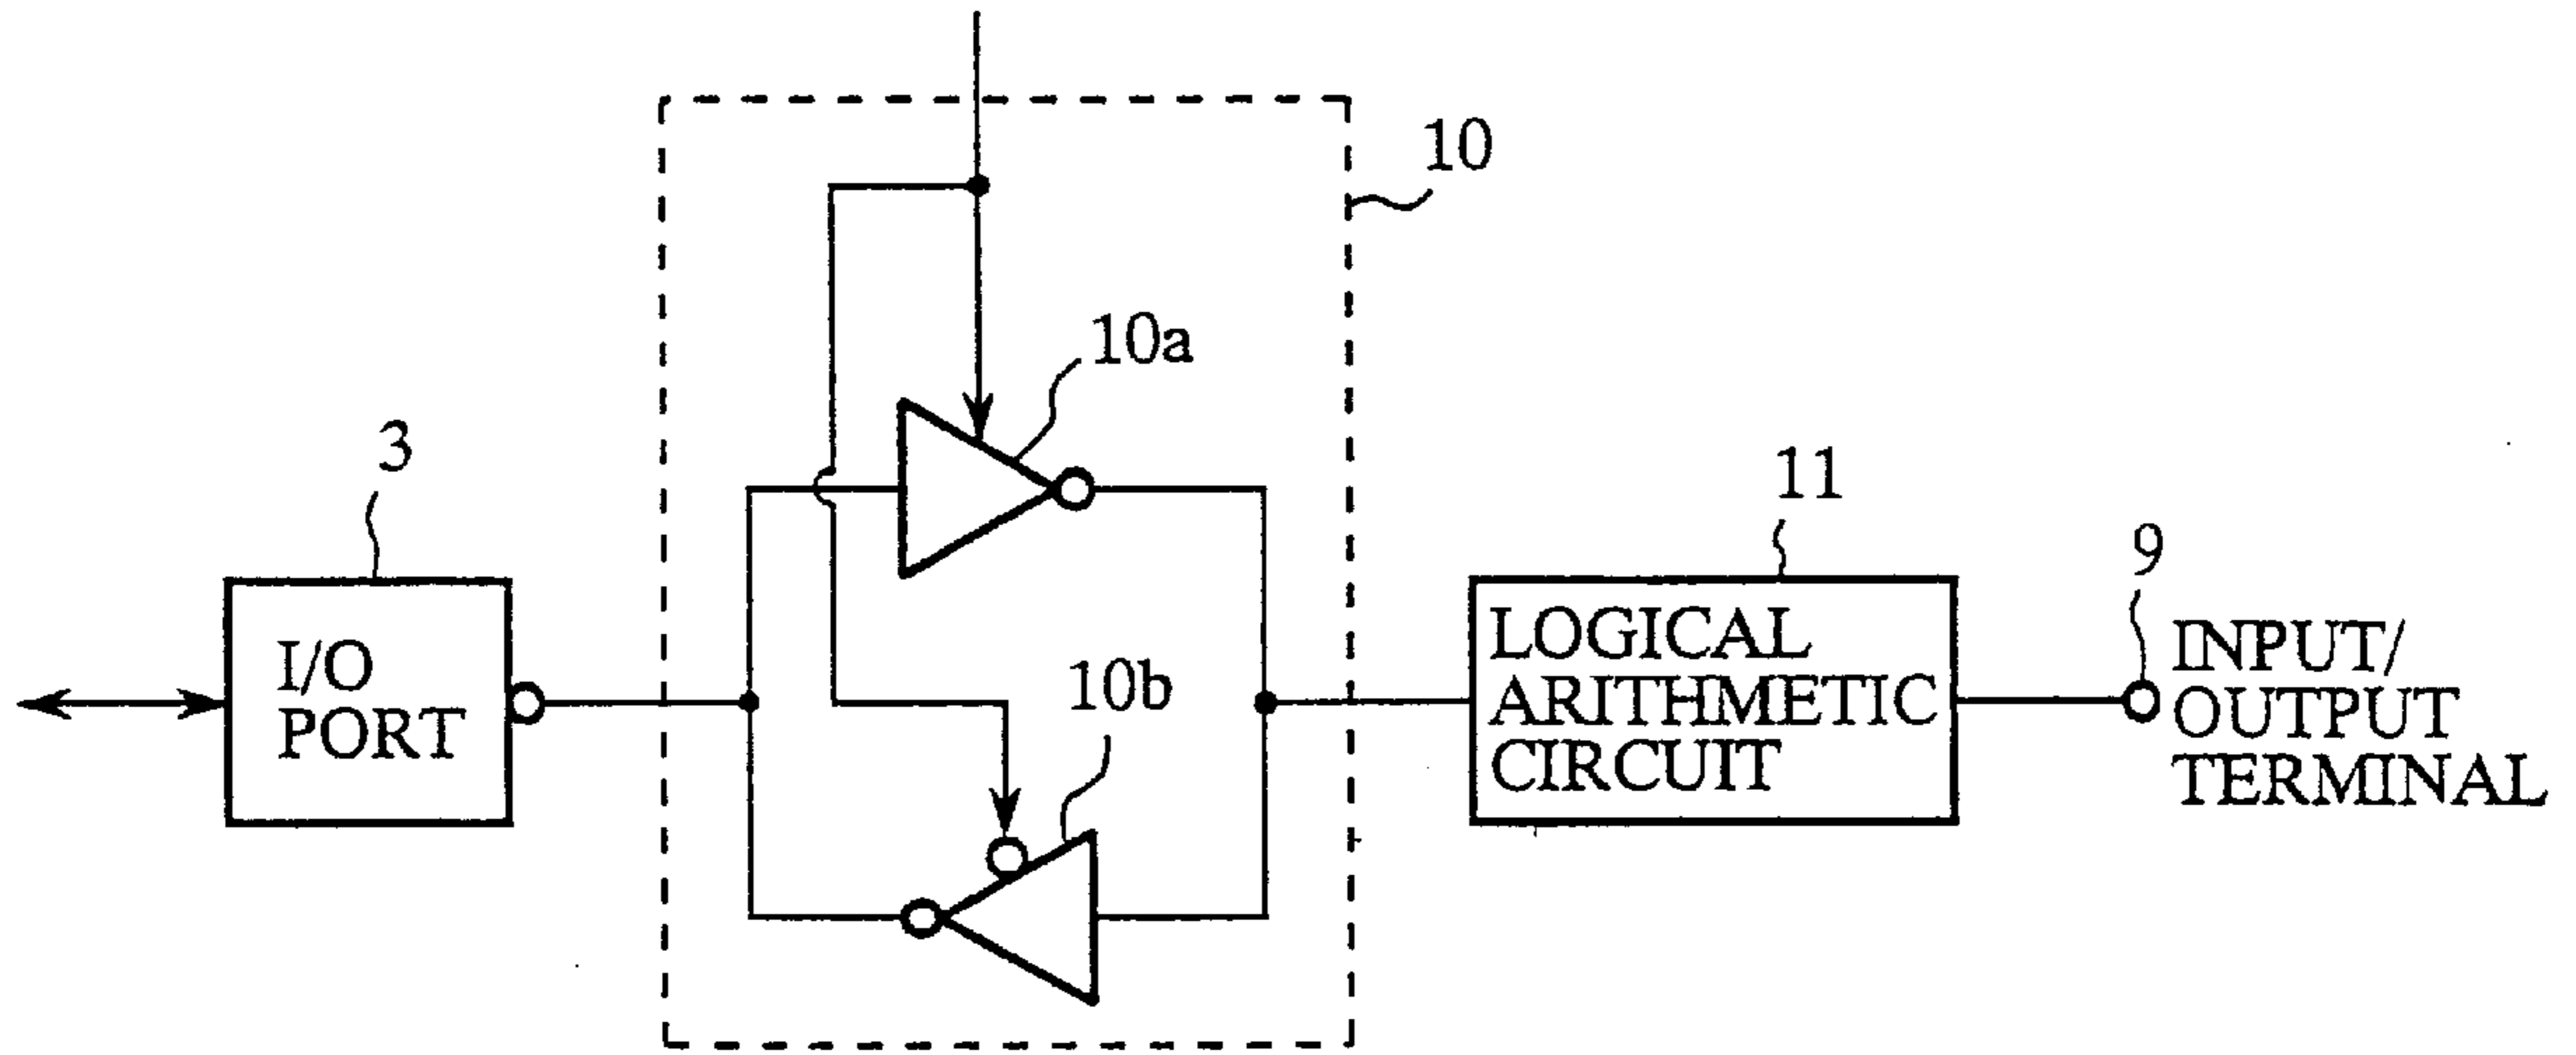 10
10a
3
I/O
PORT
10b
11
LOGICAL
ARITHMETIC
CIRCUIT
9
INPUT/
OUTPUT
TERMINAL